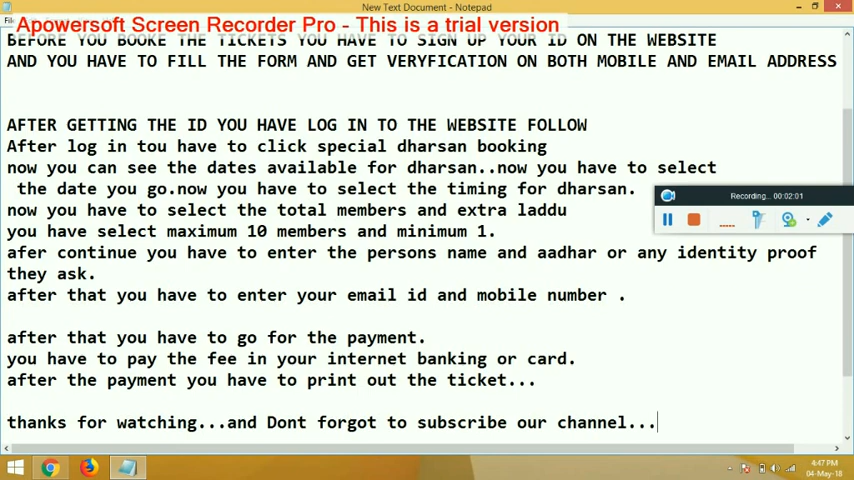 New Text Document - Notepad
Apowersoft Screen Recorder Pro - This is a trial version
BEFORE YOU BOOKE THE TICKETS YOU HAVE TO SIGN UP YOUR ID ON THE WEBSITE
AND YOU HAVE TO FILL THE FORM AND GET VERYFICATION ON BOTH MOBILE AND EMAIL ADDRESS
AFTER GETTING THE ID YOU HAVE LOG IN TO THE WEBSITE FOLLOW
After log in tou have to click special dharsan booking
now you can see the dates available for dharsan..now you have to select
the date you go.now you have to select the timing for dharsan.
Recording... 00:02:01
now you have to select the total members and extra laddu
you have select maximum 10 members and minimum 1.
afer continue you have to enter the persons name and aadhar or any identity proof
they ask.
after that you have to enter your email id and mobile number .
after that you have to go for the payment.
you have to pay the fee in your internet banking or card.
after the payment you have to print out the ticket...
thanks for watching...and Dont forgot to subscribe our channel...
4:47 PM
04-May-18